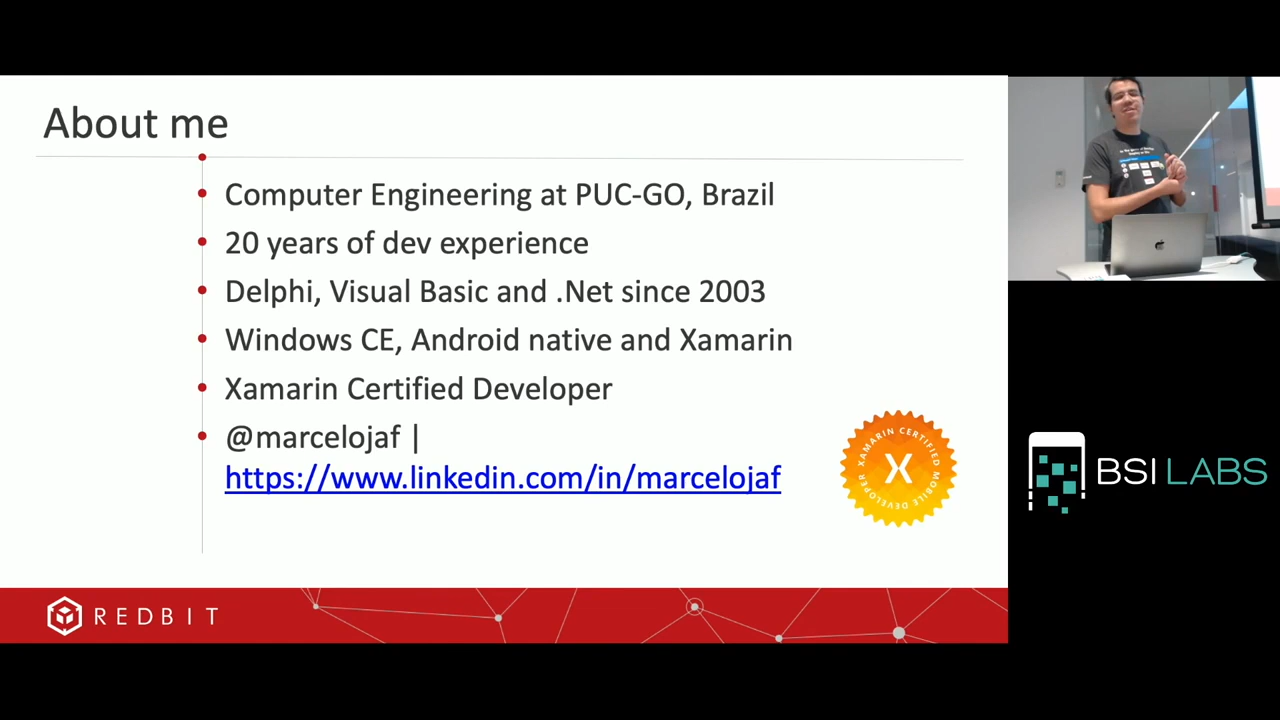 About me
Computer Engineering at PUC-GO, Brazil
20 years of dev experience
Delphi, Visual Basic and .Net since 2003
Windows CE, Android native and Xamarin
Xamarin Certified Developer
@marcelojaf |
https://www.linkedin.com/in/marcelojaf
XAMARIN CERTIFIED MOBILE DEVELOPER
X
BSI LABS
REDBIT